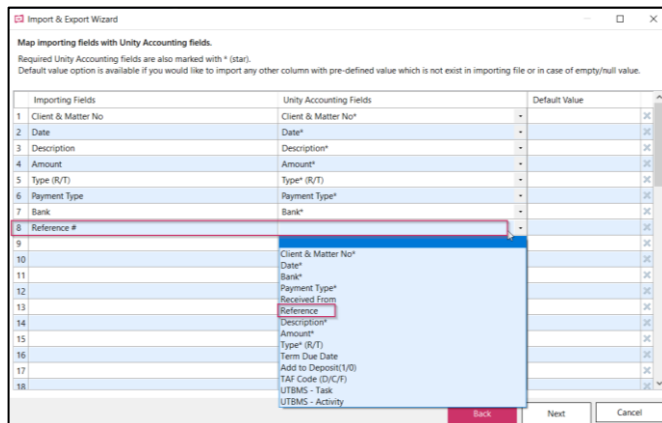 Import & Export Wizard
Map importing fields with Unity Accounting fields.
Required Unity Accounting fields are also marked with * (star).
Default value option is available if you would like to import any other column with pre-defined value which is not exist in importing file or in case of empty/null value.
Importing Fields Unity Accounting Fields Default Value
1 Client & Matter No Client & Matter No*
2 Date Date*
3 Description Description*
4 Amount Amount*
5 Type (R/T) Type* (R/T)
6 Payment Type Payment Type*
7 Bank Bank*
8 Reference #
9
10
11
12
13
14
15
16
17
18
Client & Matter No*
Date*
Bank*
Payment Type*
Received From
Reference
Description*
Amount*
Type* (R/T)
Term Due Date
Add to Deposit(1/0)
TAF Code (D/C/F)
UTBMS - Task
UTBMS - Activity
Back Next Cancel